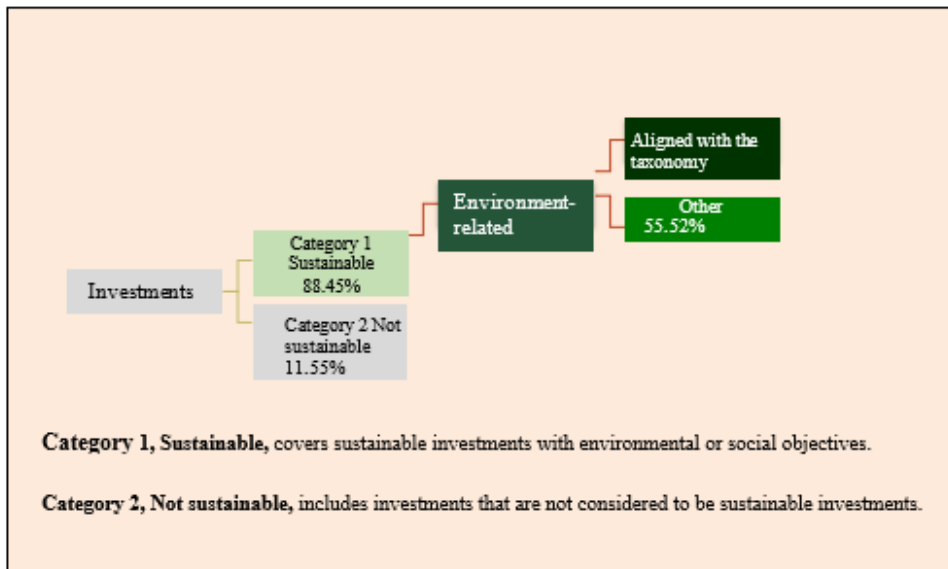 Aligned with the
taxonomy
Environment-
related
Other
55.52%
Category 1
Sustainable
88.45%
Investments
Category 2 Not
sustainable
11.55%
Category 1, Sustainable, covers sustainable investments with environmental or social objectives.
Category 2, Not sustainable, includes investments that are not considered to be sustainable investments.